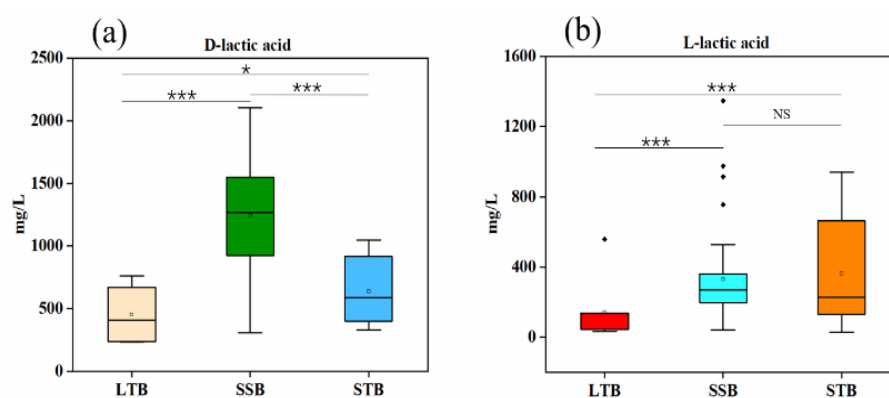 (a)
D-lactic acid
2500
2000
1500
1000
500
0
mg/L
*
***
***
LTB SSB STB
(b)
L-lactic acid
1600
1200
800
400
0
mg/L
***
NS
***
LTB SSB STB